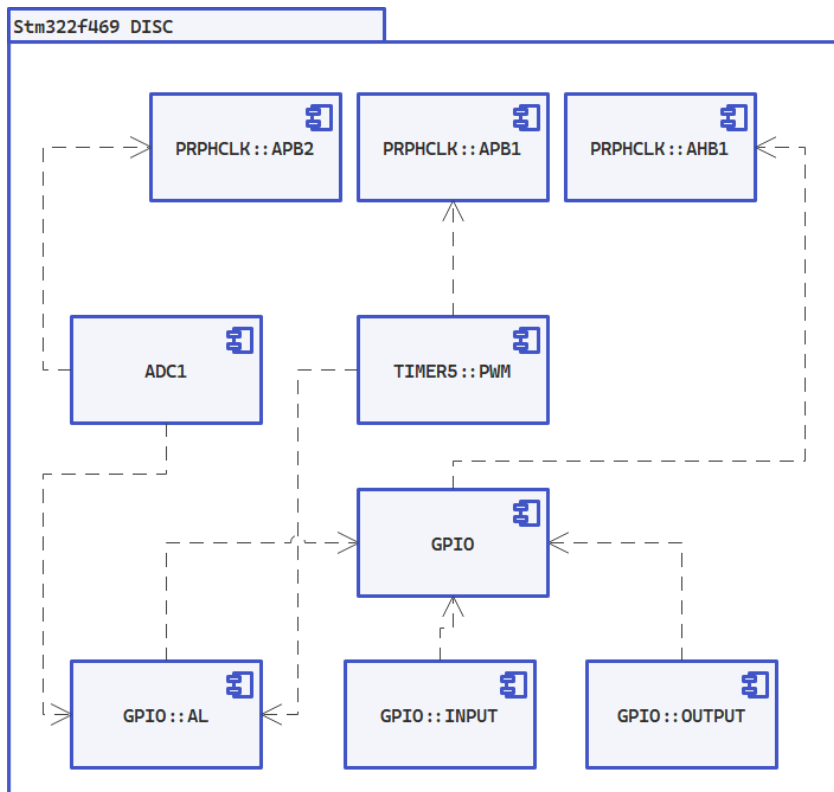 Stm322f469 DISC
PRPHCLK::APB2
PRPHCLK::APB1
PRPHCLK::AHB1
ADC1
TIMER5::PWM
GPIO
GPIO::AL
GPIO::INPUT
GPIO::OUTPUT